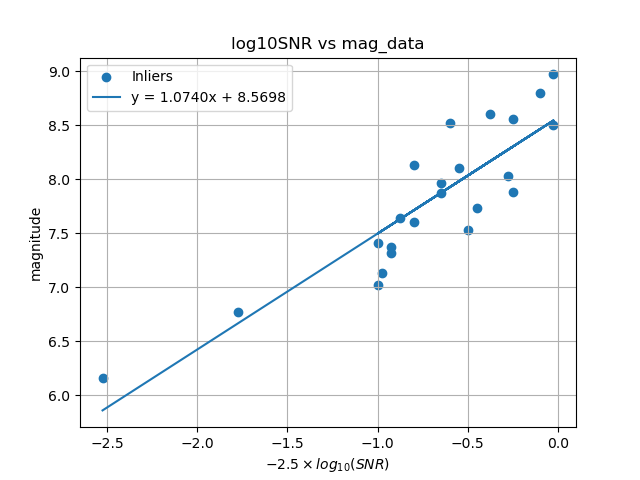 log10SNR vs mag_data
Inliers
y = 1.0740x + 8.5698
magnitude
9.0
8.5
8.0
7.5
7.0
6.5
6.0
−2.5 −2.0 −1.5 −1.0 −0.5 0.0
−2.5 × log₁₀(SNR)